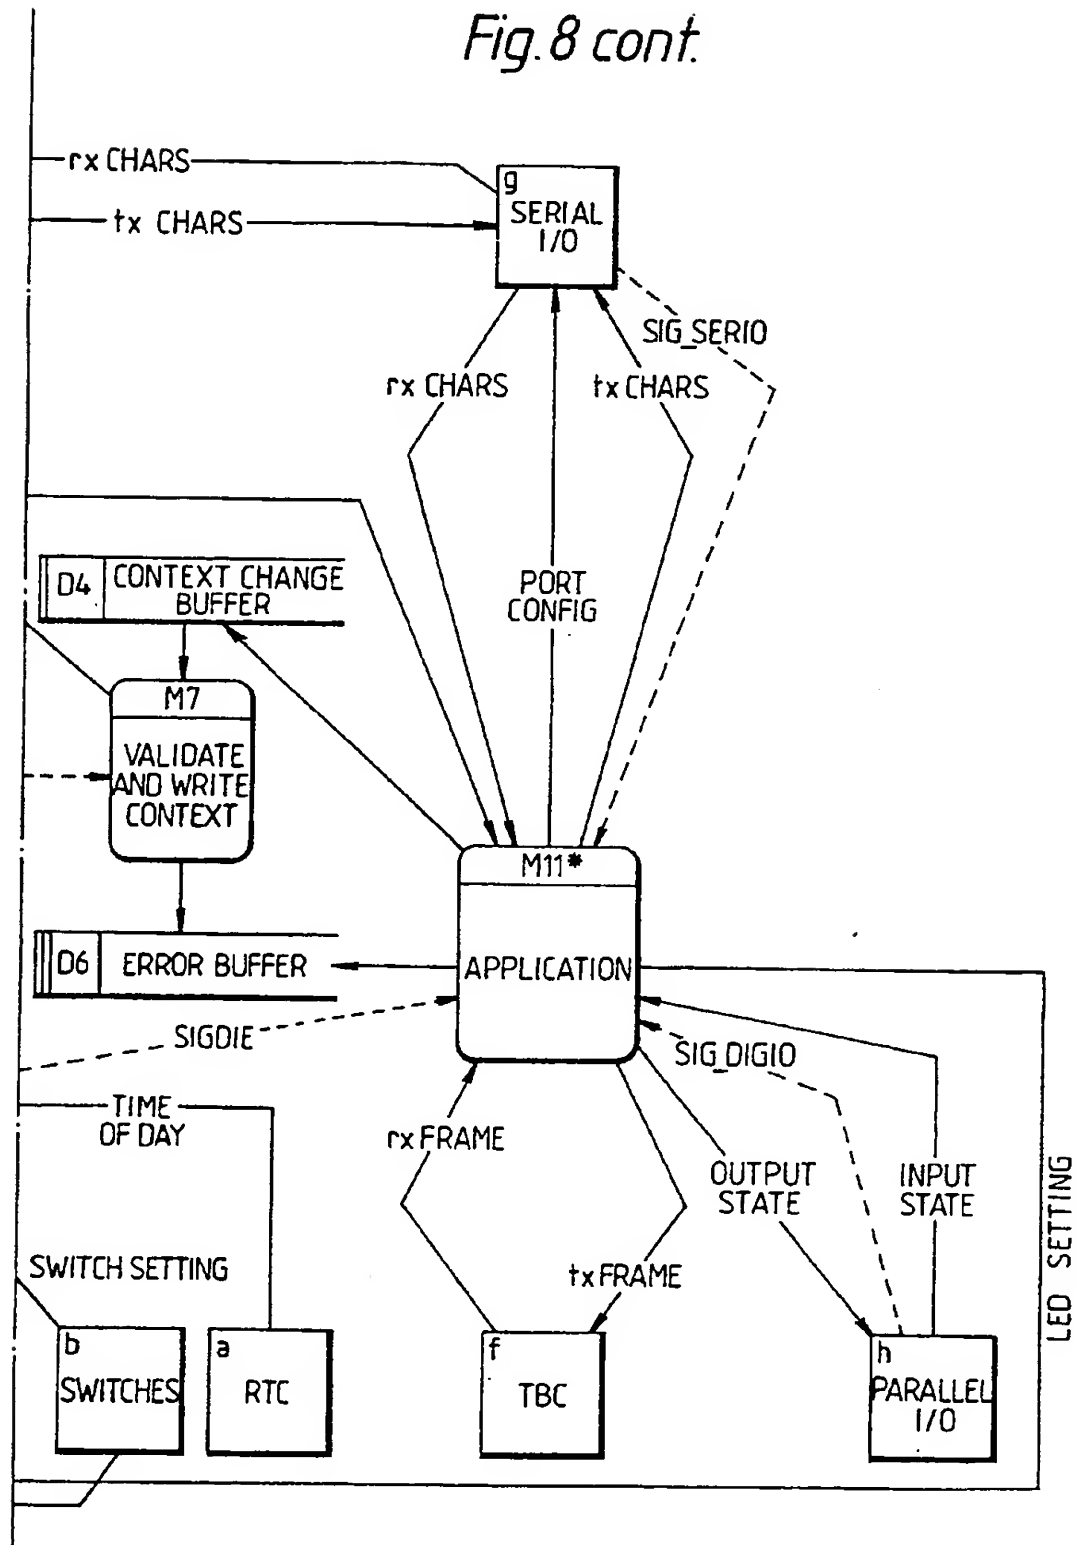 Fig. 8 cont.
rx CHARS
tx CHARS
g
SERIAL
I/O
SIG_SERIO
rx CHARS
tx CHARS
PORT
CONFIG
D4
CONTEXT CHANGE
BUFFER
M7
VALIDATE
AND WRITE
CONTEXT
M11*
APPLICATION
D6
ERROR BUFFER
SIGDIE
SIG_DIGIO
TIME
OF DAY
rx FRAME
OUTPUT
STATE
INPUT
STATE
LED SETTING
SWITCH SETTING
tx FRAME
b
SWITCHES
a
RTC
f
TBC
h
PARALLEL
I/O